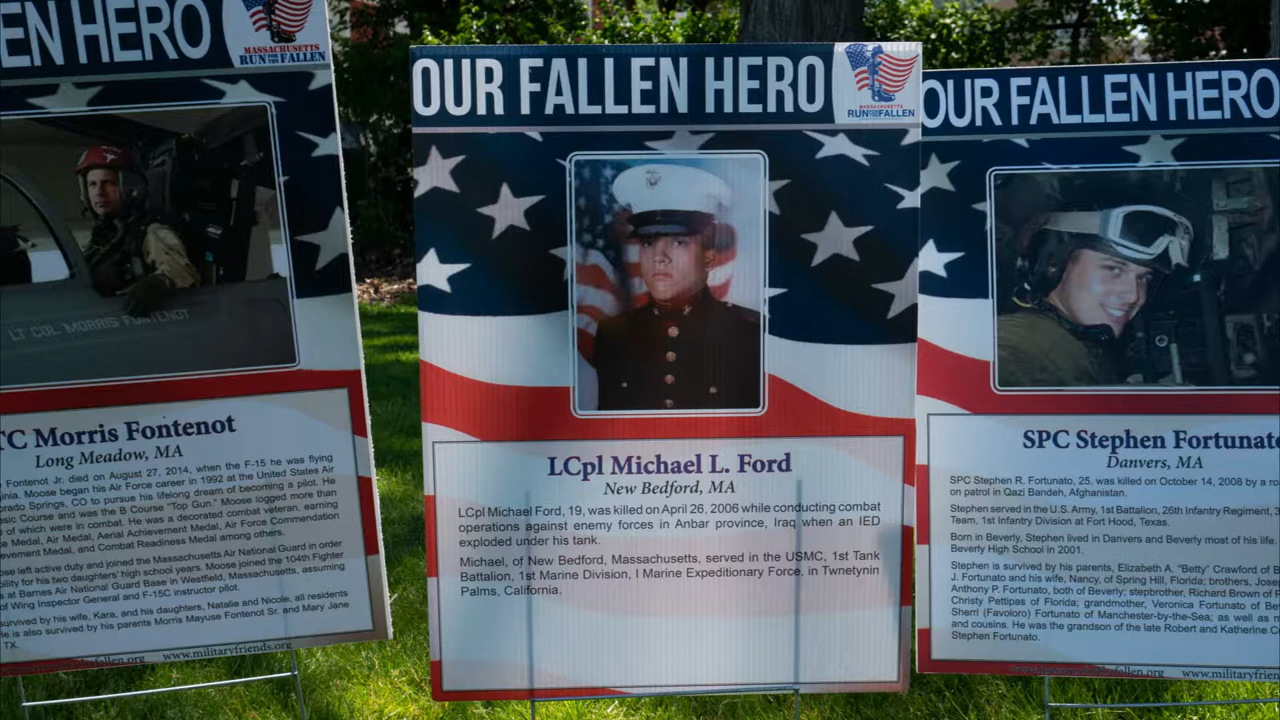 EN HERO
MASSACHUSETTS
RUN FOR THE FALLEN
LT COL MORRIS FONTENOT
TC Morris Fontenot
Long Meadow, MA
Fontenot Jr. died on August 27, 2014, when the F-15 he was flying
inia. Moose began his Air Force career in 1992 at the United States Air
orado Springs, CO to pursue his lifelong dream of becoming a pilot. He
sic Course and was the B Course "Top Gun." Moose logged more than
of which were in combat. He was a decorated combat veteran, earning
e Medal, Air Medal, Aerial Achievement Medal, Air Force Commendation
evement Medal, and Combat Readiness Medal among others.
ose left active duty and joined the Massachusetts Air National Guard in order
bility for his two daughters' high school years. Moose joined the 104th Fighter
s at Barnes Air National Guard Base in Westfield, Massachusetts, assuming
of Wing Inspector General and F-15C instructor pilot.
survived by his wife, Kara, and his daughters, Natalie and Nicole, all residents
He is also survived by his parents Morris Mayuse Fontenot Sr. and Mary Jane
TX.
fallen.org www.militaryfriends.org
OUR FALLEN HERO
MASSACHUSETTS
RUN FOR THE FALLEN
LCpl Michael L. Ford
New Bedford, MA
LCpl Michael Ford, 19, was killed on April 26, 2006 while conducting combat
operations against enemy forces in Anbar province, Iraq when an IED
exploded under his tank.
Michael, of New Bedford, Massachusetts, served in the USMC, 1st Tank
Battalion, 1st Marine Division, I Marine Expeditionary Force. in Twnetynin
Palms, California.
OUR FALLEN HERO
SPC Stephen Fortunato
Danvers, MA
SPC Stephen R. Fortunato, 25, was killed on October 14, 2008 by a ro
on patrol in Qazi Bandeh, Afghanistan.
Stephen served in the U.S. Army, 1st Battalion, 26th Infantry Regiment, 3
Team, 1st Infantry Division at Fort Hood, Texas.
Born in Beverly, Stephen lived in Danvers and Beverly most of his life.
Beverly High School in 2001.
Stephen is survived by his parents, Elizabeth A. "Betty" Crawford of B
J. Fortunato and his wife, Nancy, of Spring Hill, Florida; brothers, Jose
Anthony P. Fortunato, both of Beverly; stepbrother, Richard Brown of F
Christy Pettipas of Florida; grandmother, Veronica Fortunato of Be
Sherri (Favoloro) Fortunato of Manchester-by-the-Sea; as well as n
and cousins. He was the grandson of the late Robert and Katherine C
Stephen Fortunato.
fallen.org www.militaryfrien